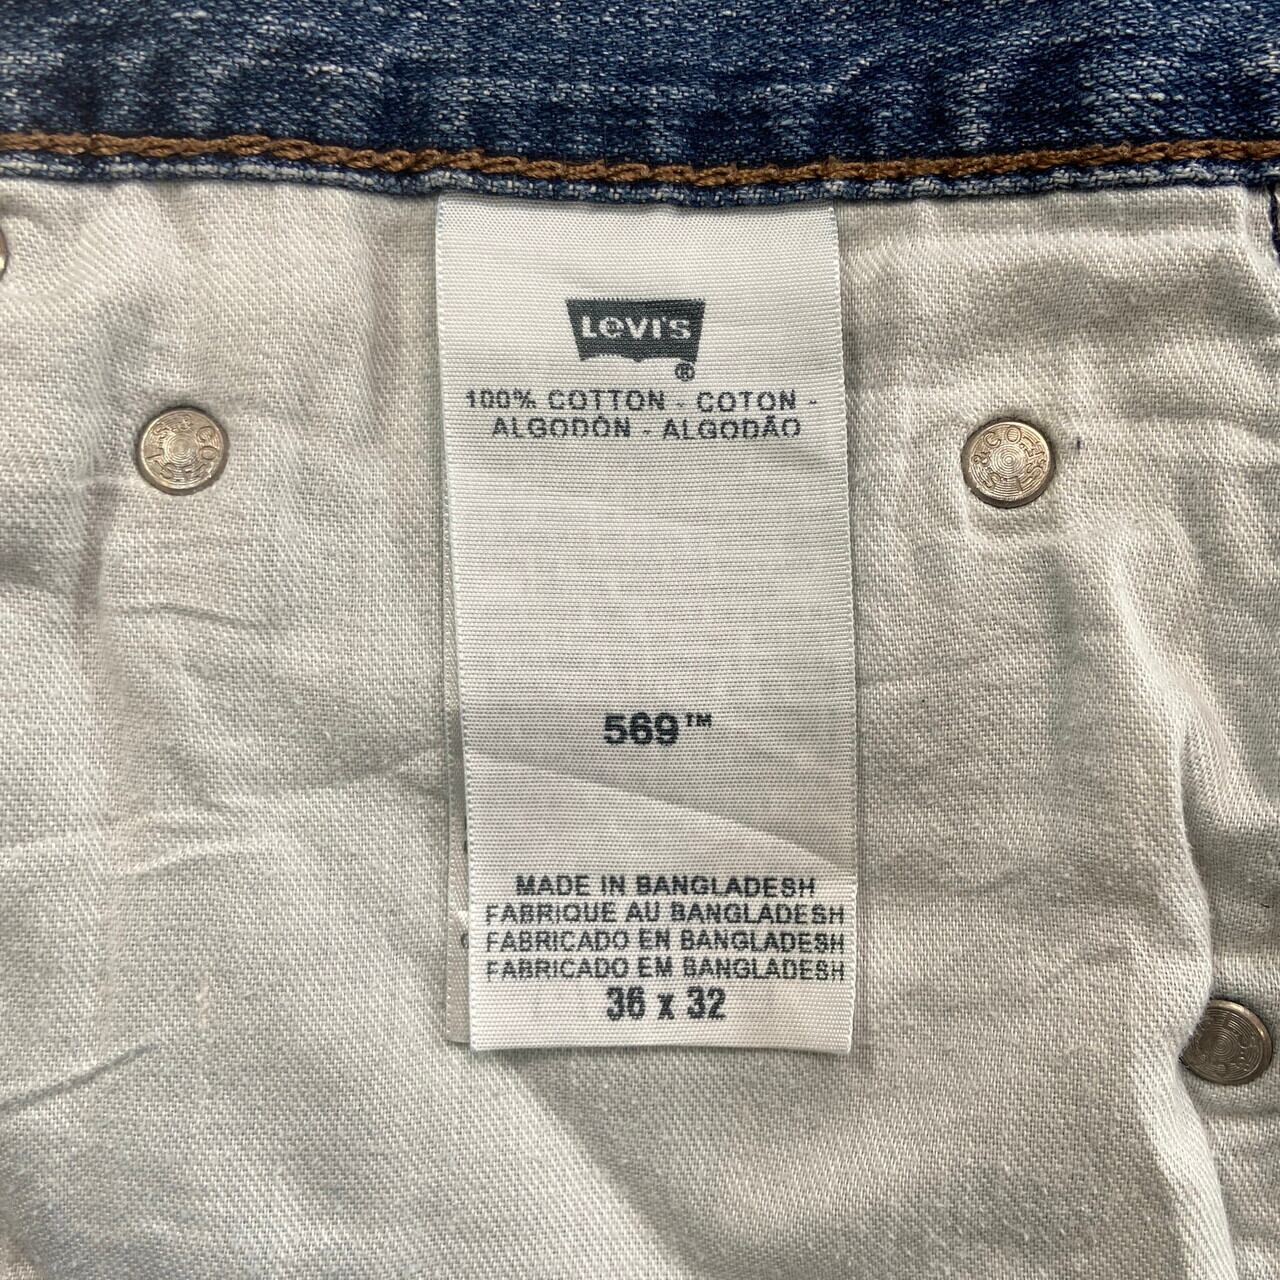 LEVI'S
®
100% COTTON - COTON -
ALGODÓN - ALGODÃO
569™
MADE IN BANGLADESH
FABRIQUE AU BANGLADESH
FABRICADO EN BANGLADESH
FABRICADO EM BANGLADESH
36 x 32